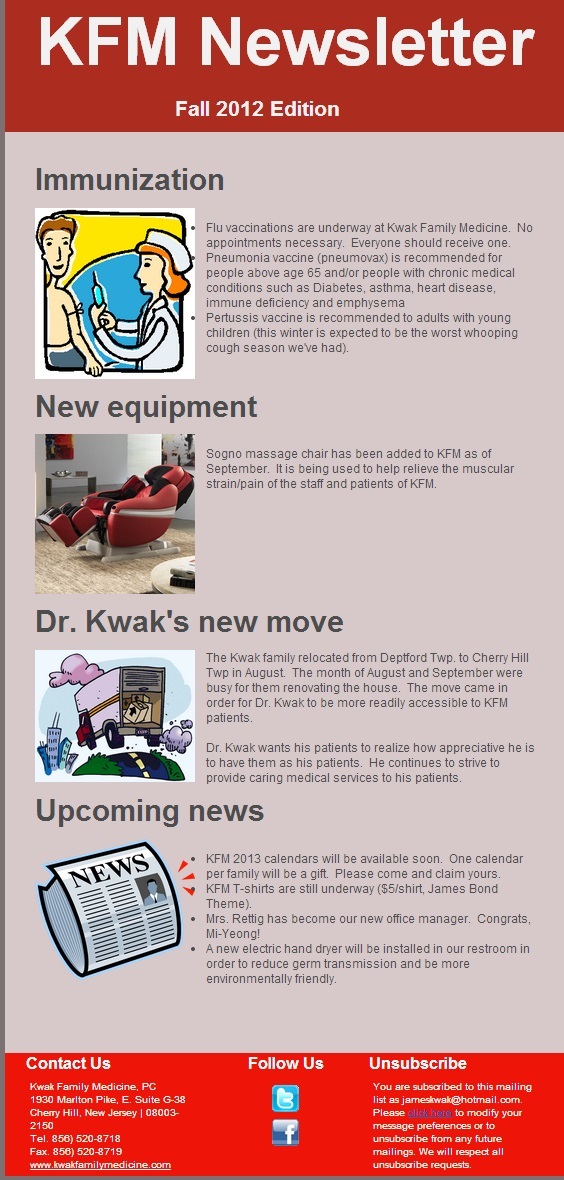 KFM Newsletter
Fall 2012 Edition
Immunization
Flu vaccinations are underway at Kwak Family Medicine. No
appointments necessary. Everyone should receive one.
Pneumonia vaccine (pneumovax) is recommended for
people above age 65 and/or people with chronic medical
conditions such as Diabetes, asthma, heart disease,
immune deficiency and emphysema
Pertussis vaccine is recommended to adults with young
children (this winter is expected to be the worst whooping
cough season we've had).
New equipment
Sogno massage chair has been added to KFM as of
September. It is being used to help relieve the muscular
strain/pain of the staff and patients of KFM.
Dr. Kwak's new move
The Kwak family relocated from Deptford Twp. to Cherry Hill
Twp in August. The month of August and September were
busy for them renovating the house. The move came in
order for Dr. Kwak to be more readily accessible to KFM
patients.
Dr. Kwak wants his patients to realize how appreciative he is
to have them as his patients. He continues to strive to
provide caring medical services to his patients.
Upcoming news
NEWS
KFM 2013 calendars will be available soon. One calendar
per family will be a gift. Please come and claim yours.
KFM T-shirts are still underway ($5/shirt, James Bond
Theme).
Mrs. Rettig has become our new office manager. Congrats,
Mi-Yeong!
A new electric hand dryer will be installed in our restroom in
order to reduce germ transmission and be more
environmentally friendly.
Contact Us
Kwak Family Medicine, PC
1930 Marlton Pike, E. Suite G-38
Cherry Hill, New Jersey | 08003-
2150
Tel. 856) 520-8718
Fax. 856) 520-8719
www.kwakfamilymedicine.com
Follow Us
Unsubscribe
You are subscribed to this mailing
list as jameskwak@hotmail.com.
Please click here to modify your
message preferences or to
unsubscribe from any future
mailings. We will respect all
unsubscribe requests.